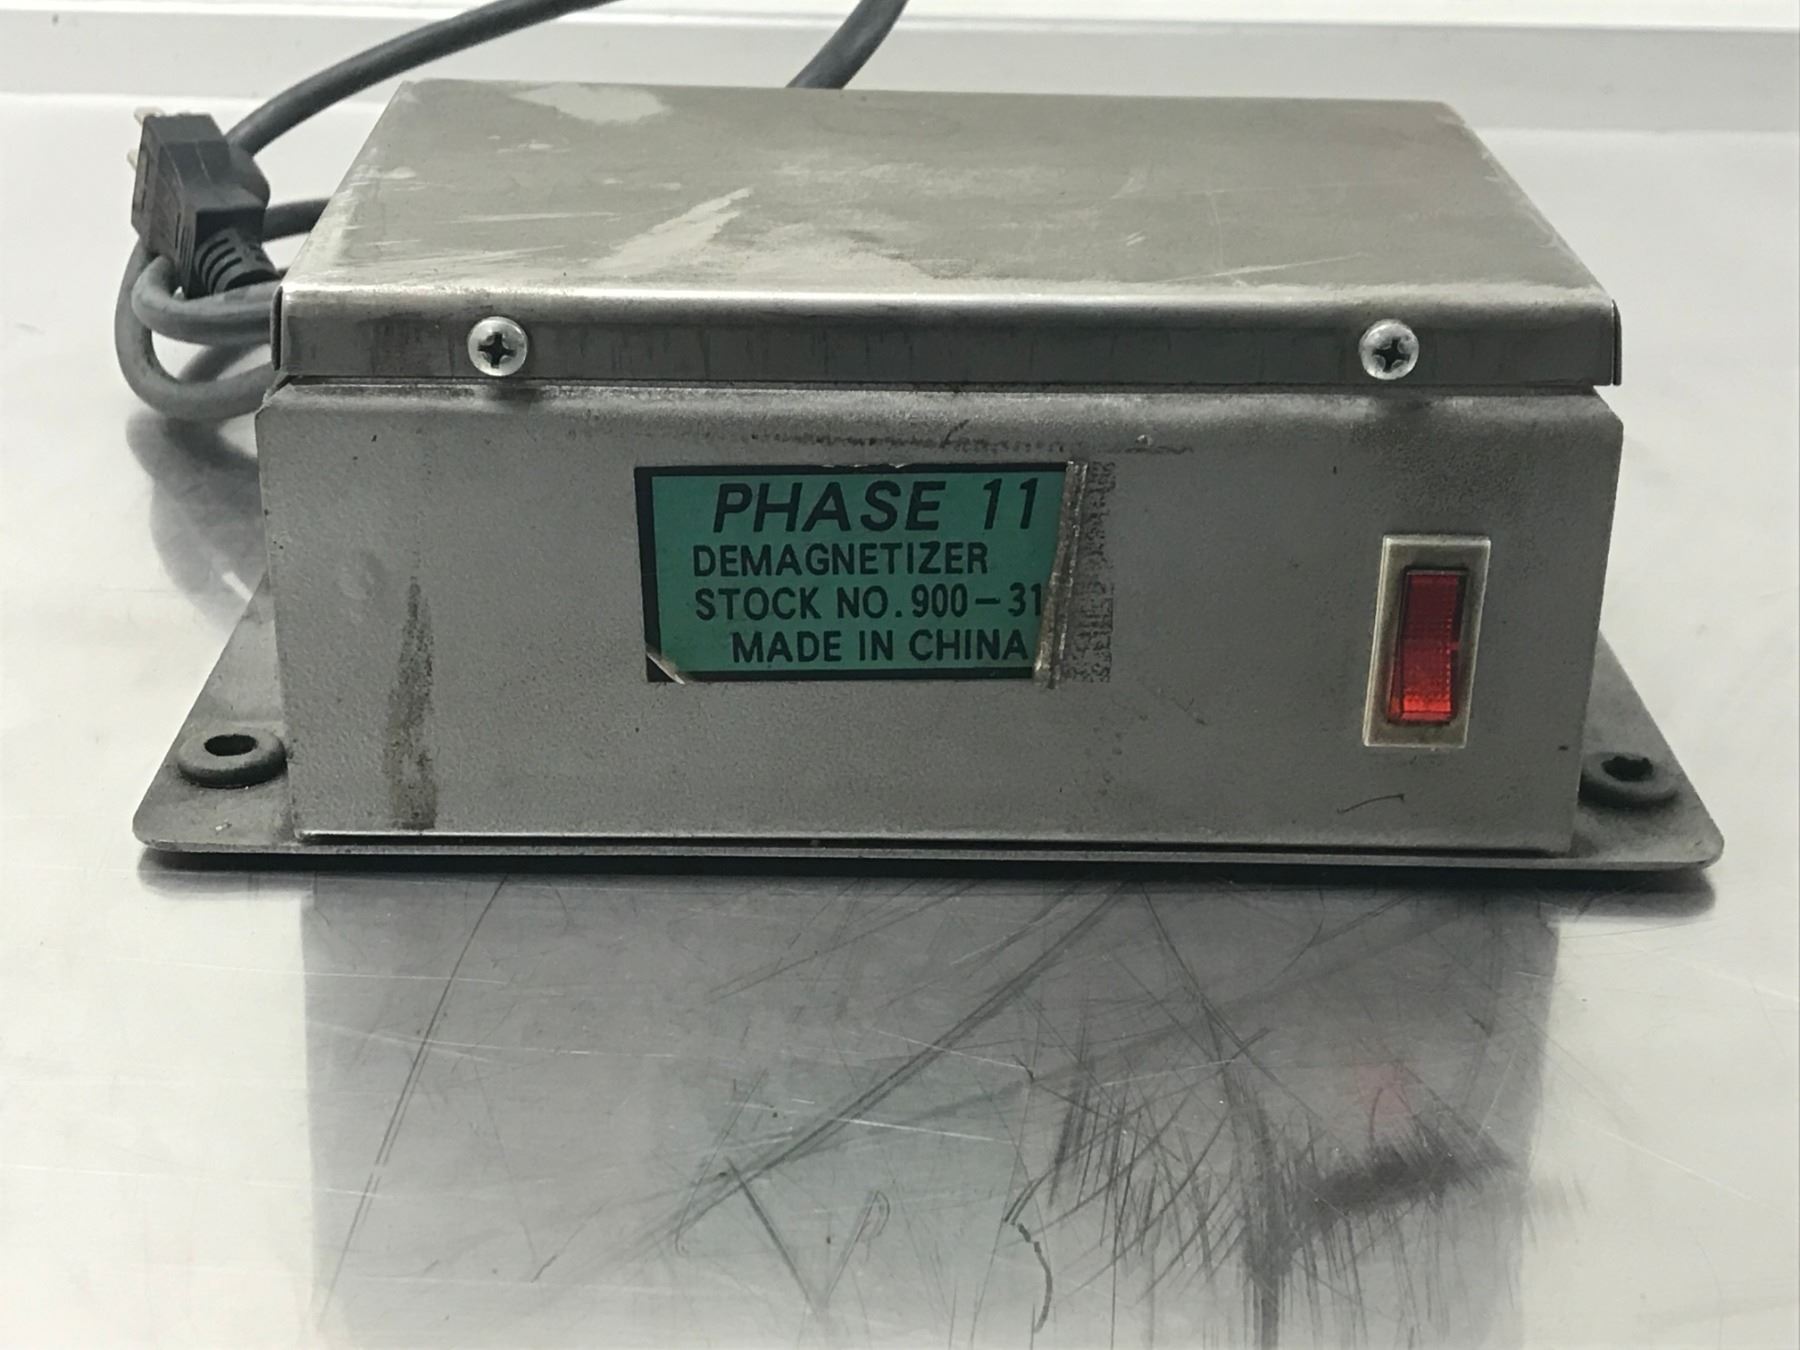 PHASE 11
DEMAGNETIZER
STOCK NO. 900-31
MADE IN CHINA